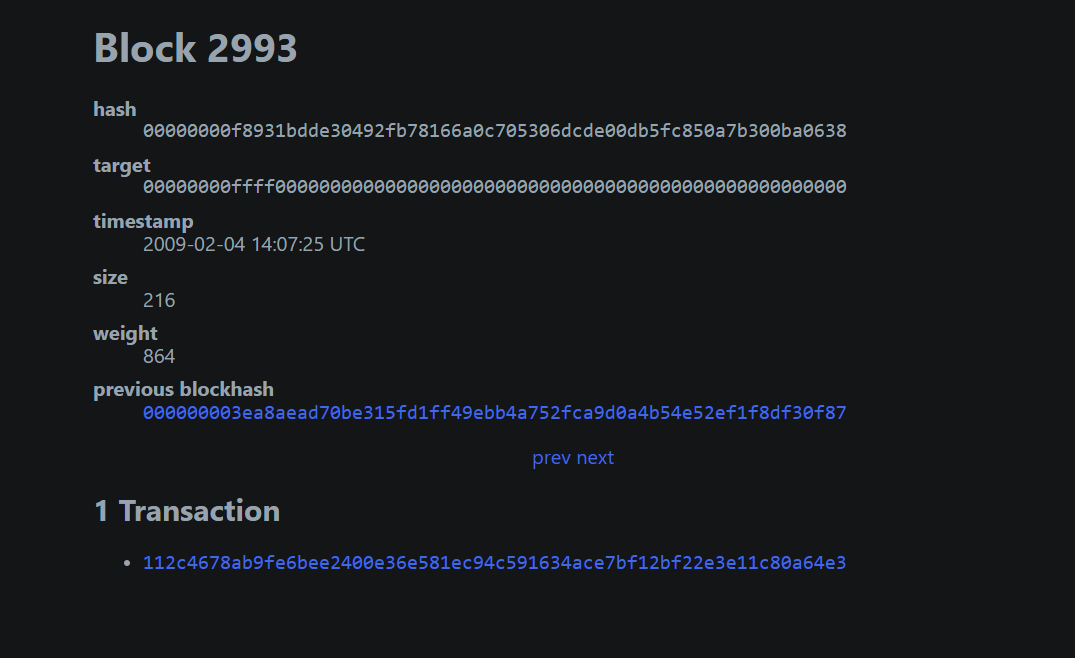 Block 2993
hash
00000000f8931bdde30492fb78166a0c705306dcde00db5fc850a7b300ba0638
target
00000000ffff0000000000000000000000000000000000000000000000000000
timestamp
2009-02-04 14:07:25 UTC
size
216
weight
864
previous blockhash
000000003ea8aead70be315fd1ff49ebb4a752fca9d0a4b54e52ef1f8df30f87
prev next
1 Transaction
• 112c4678ab9fe6bee2400e36e581ec94c591634ace7bf12bf22e3e11c80a64e3